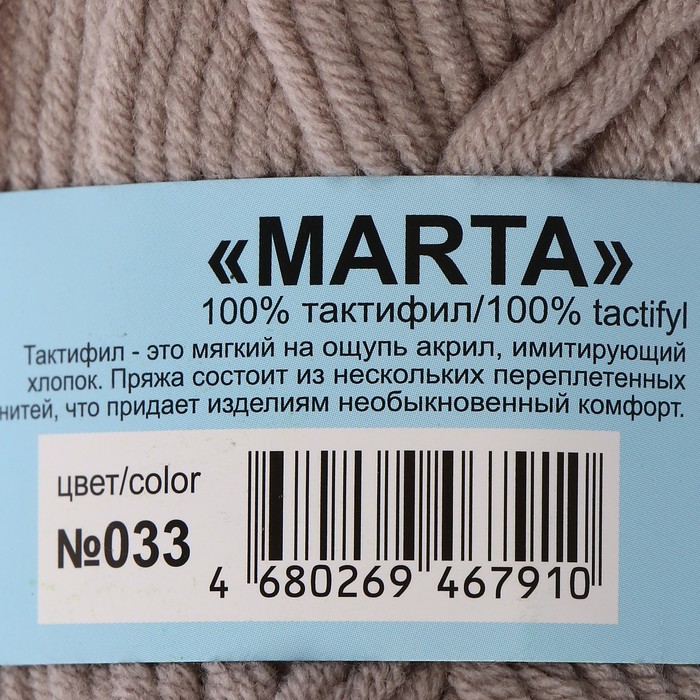 «MARTA»
100% тактифил/100% tactifyl
Тактифил - это мягкий на ощупь акрил, имитирующий
хлопок. Пряжа состоит из нескольких переплетенных
нитей, что придает изделиям необыкновенный комфорт.
цвет/color
№033
4 680269 467910